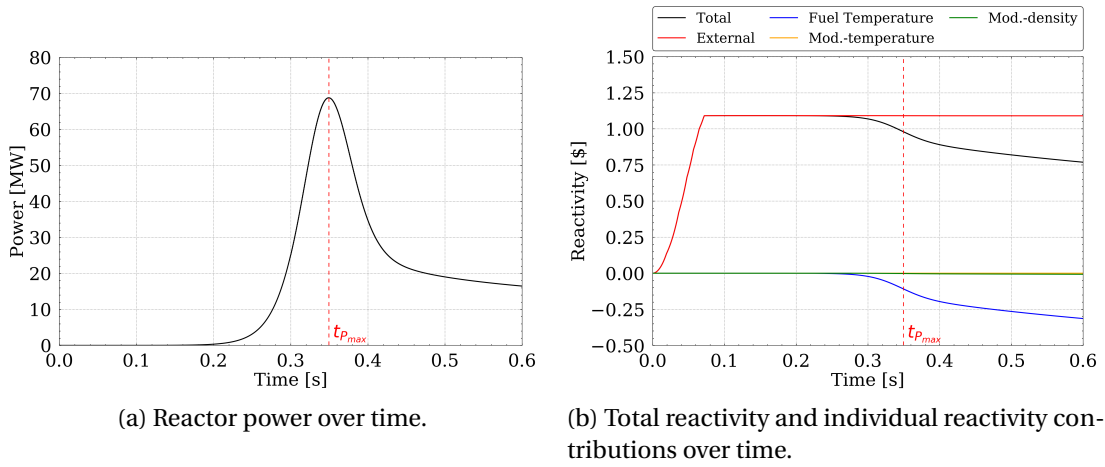 80
70
60
50
40
30
20
10
0
Power [MW]
0.0 0.1 0.2 0.3 0.4 0.5 0.6
Time [s]
t_{P_{max}}
(a) Reactor power over time.
Total Fuel Temperature Mod.-density
External Mod.-temperature
1.50
1.25
1.00
0.75
0.50
0.25
0.00
−0.25
−0.50
Reactivity [$]
0.0 0.1 0.2 0.3 0.4 0.5 0.6
Time [s]
t_{P_{max}}
(b) Total reactivity and individual reactivity con-
tributions over time.